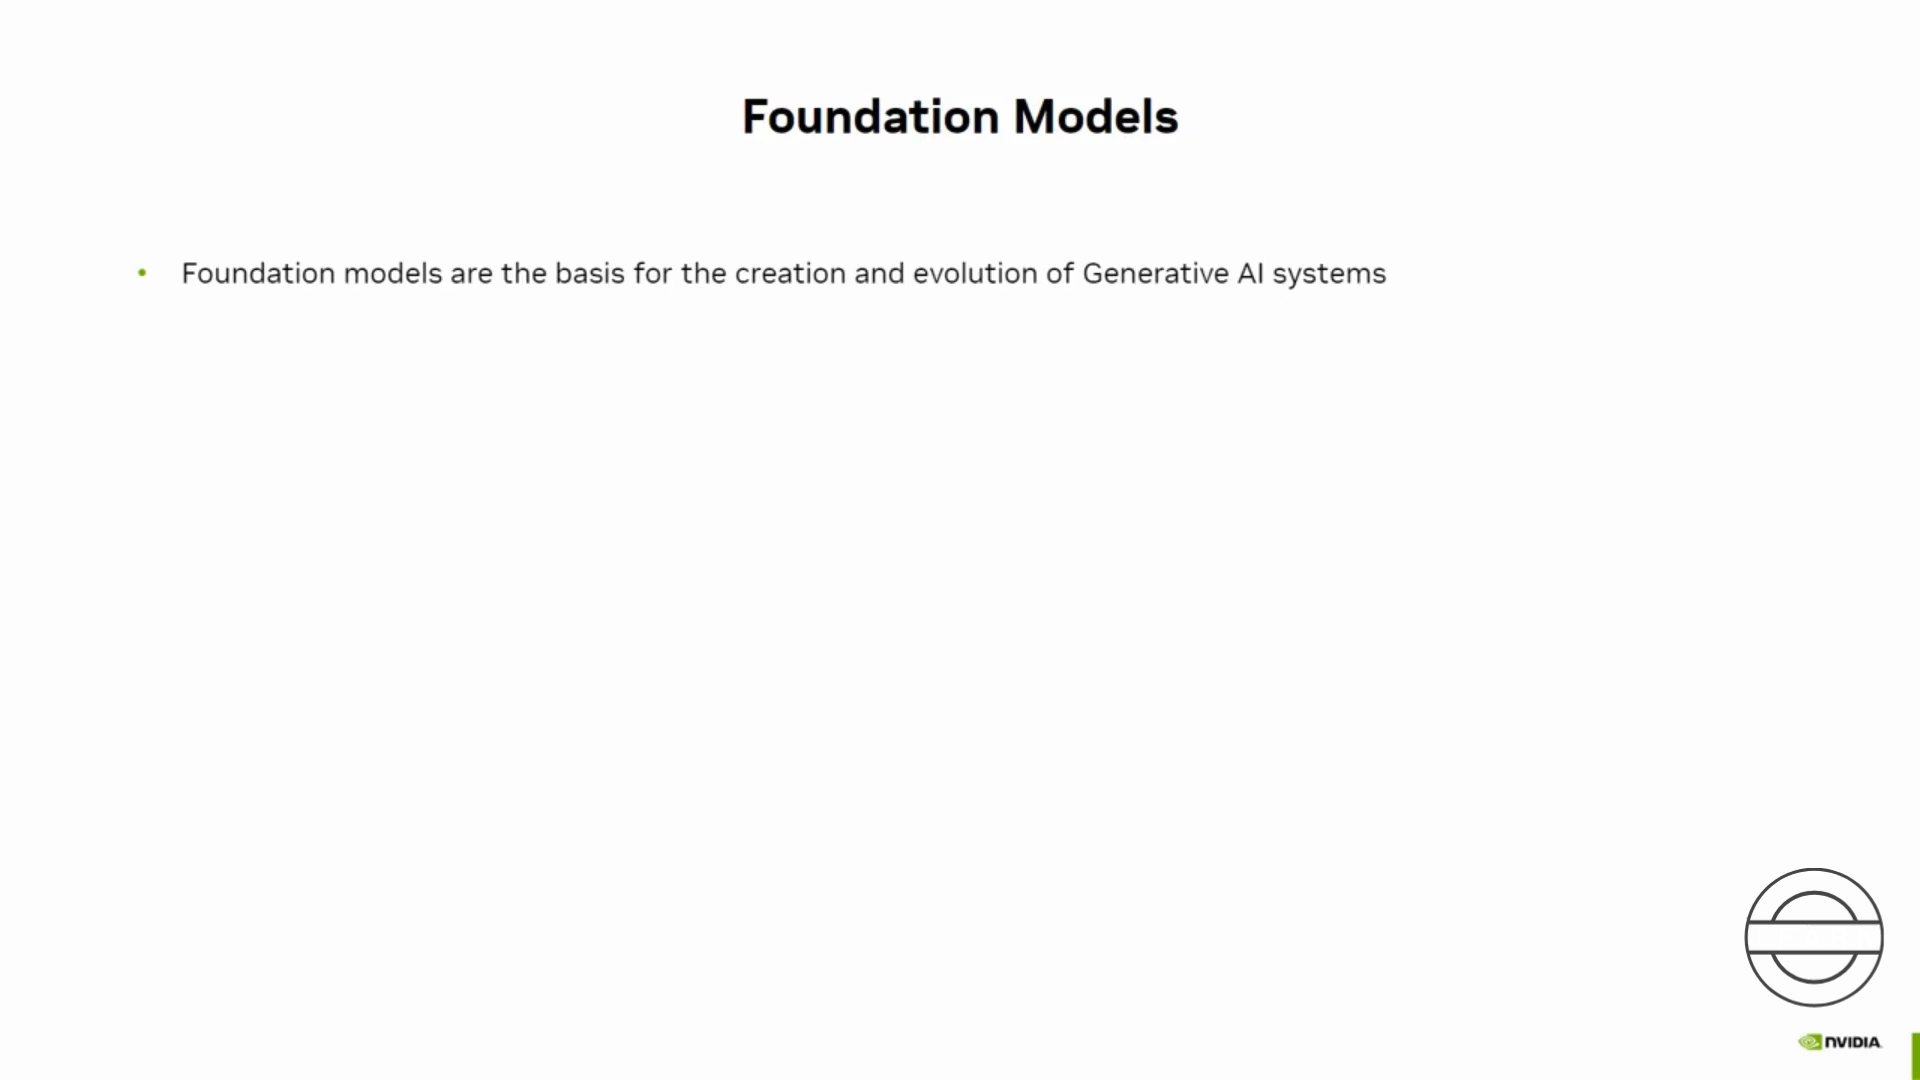 Foundation Models
• Foundation models are the basis for the creation and evolution of Generative AI systems
NVIDIA